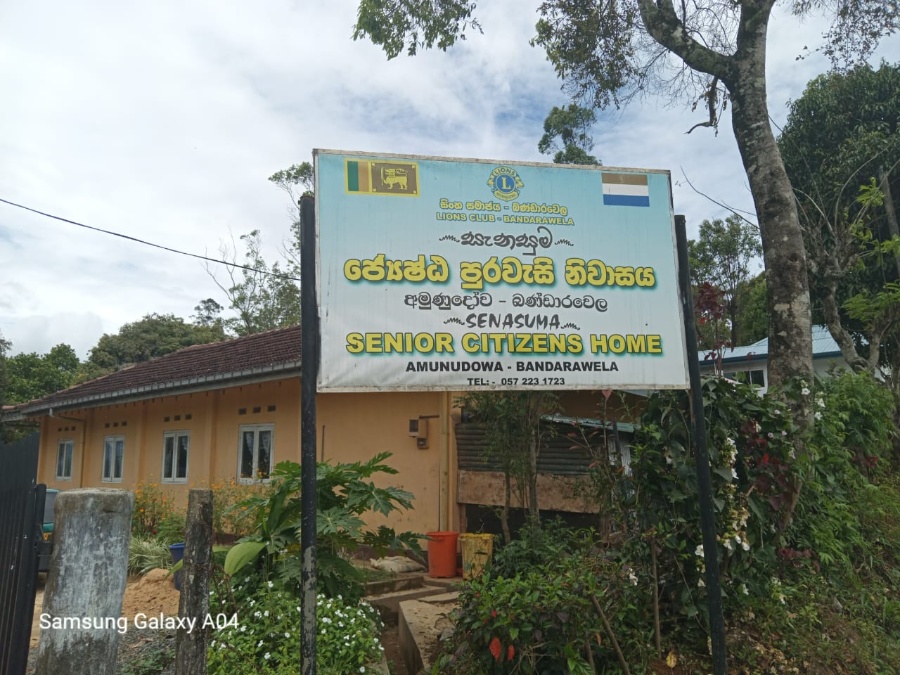 LIONS
L
සිංහ සමාජය - බණ්ඩාරවෙල
LIONS CLUB - BANDARAWELA
සැනසුම
ජ්‍යෙෂ්ඨ පුරවැසි නිවාසය
අමුණුදෝව - බණ්ඩාරවෙල
SENASUMA
SENIOR CITIZENS HOME
AMUNUDOWA - BANDARAWELA
TEL: - 057 223 1723
Samsung Galaxy A04